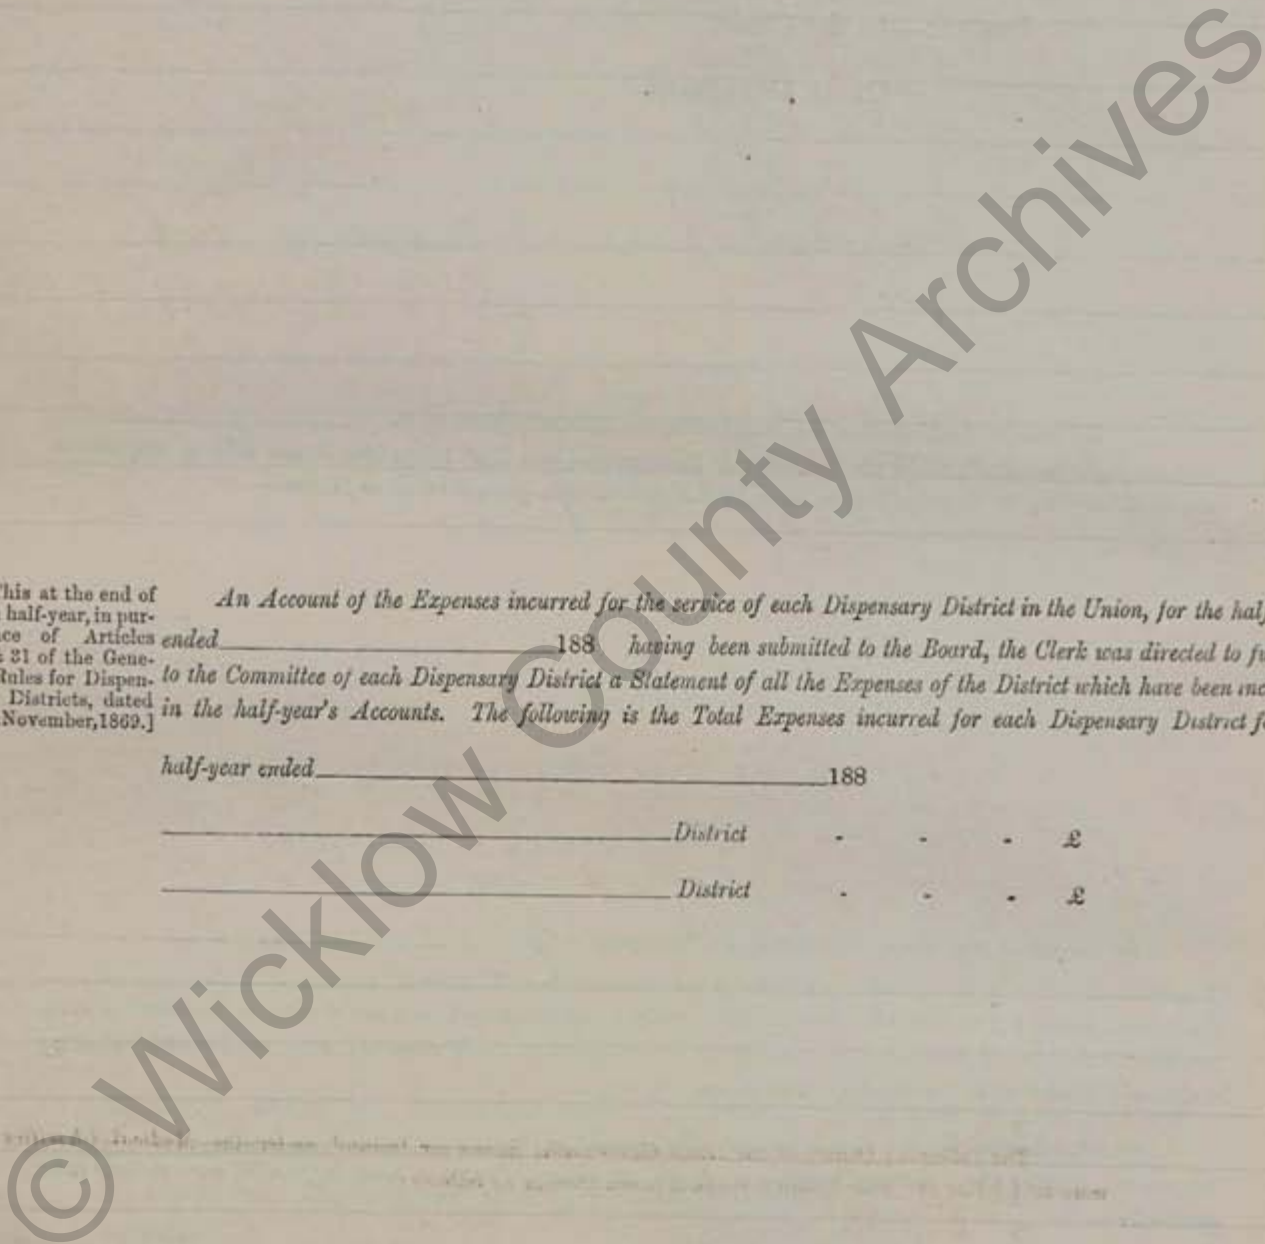 his at the end of
half-year, in pur-
ce of Articles
31 of the Gene-
Rules for Dispen-
Districts, dated
November, 1869.]
An Account of the Expenses incurred for the service of each Dispensary District in the Union, for the half
ended 188 having been submitted to the Board, the Clerk was directed to fu
to the Committee of each Dispensary District a Statement of all the Expenses of the District which have been inc
in the half-year's Accounts. The following is the Total Expenses incurred for each Dispensary District fo
half-year ended 188
District - - - £
District - - - £
© Wicklow County Archives